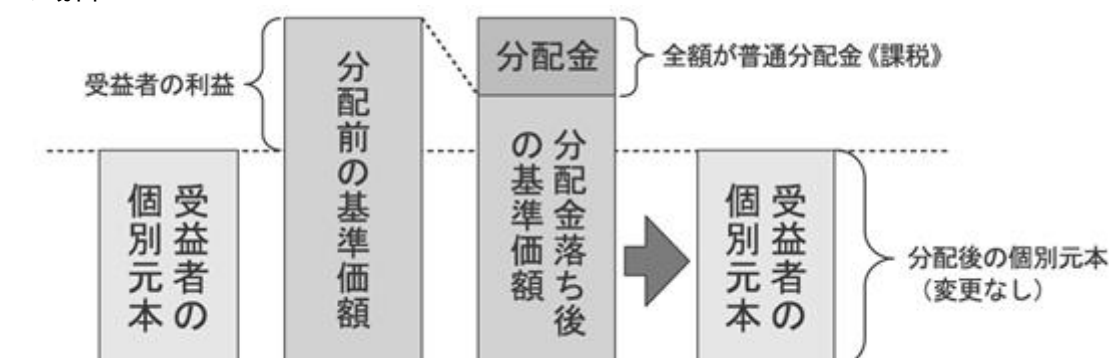 受益者の利益
受益者の
個別元本
分配前の基準価額
分配金
全額が普通分配金《課税》
分配金落ち後
の基準価額
受益者の
個別元本
分配後の個別元本
（変更なし）